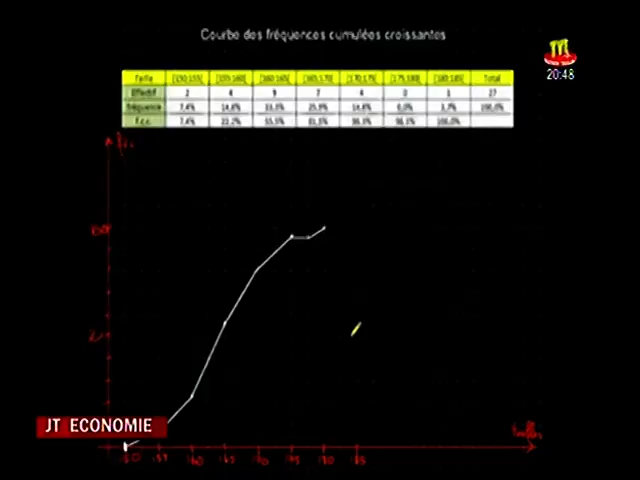 Courbe des fréquences cumulées croissantes
20:48
Taille [150;155[ [155;160[ [160;165[ [165;170[ [170;175[ [175;180[ [180;185[ Total
Effectif 2 4 9 7 4 0 1 27
fréquence 7,4% 14,8% 33,3% 25,9% 14,8% 0,0% 3,7% 100,0%
f.c.c. 7,4% 22,2% 55,5% 81,5% 96,3% 96,3% 100,0%
JT ECONOMIE